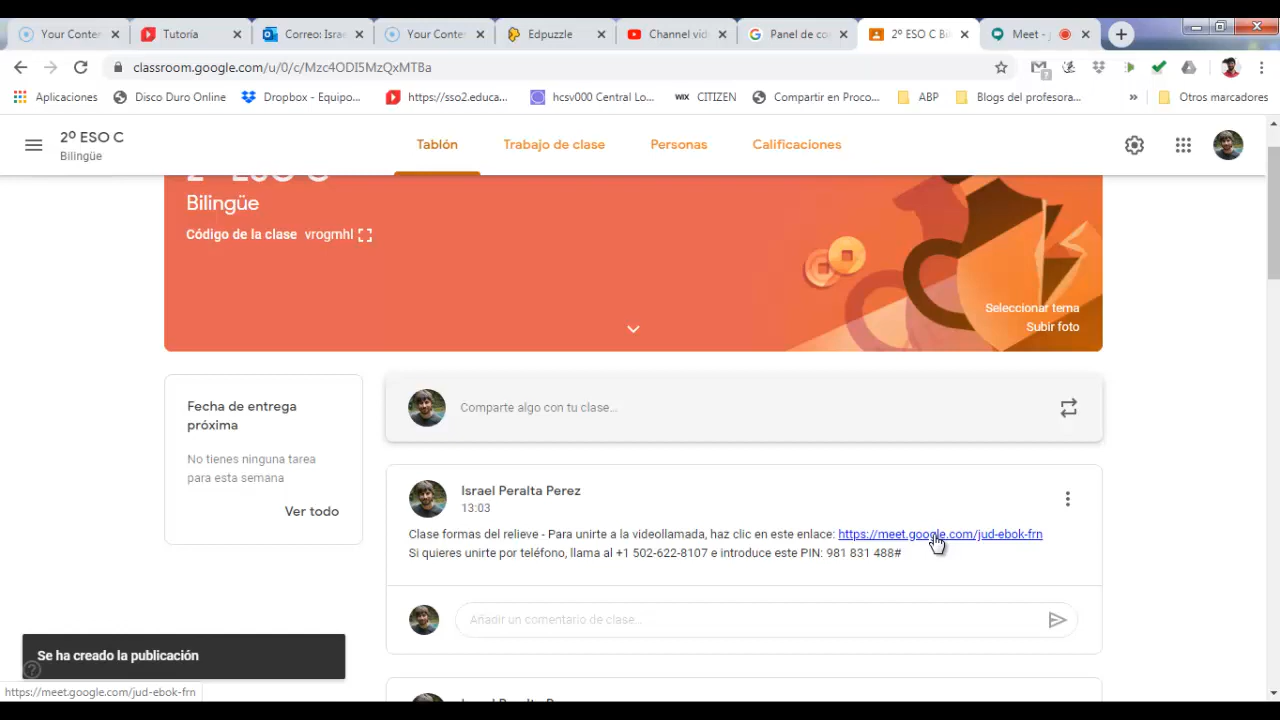 Your Conten
Tutoría
Correo: Isra
Your Conten
Edpuzzle
Channel vid
Panel de co
2º ESO C Bi
Meet -
classroom.google.com/u/0/c/Mzc4ODI5MzQxMTBa
Aplicaciones
Disco Duro Online
Dropbox - Equipo...
https://sso2.educa...
hcsv000 Central Lo...
WIX CITIZEN
Compartir en Proco...
ABP
Blogs del profesora...
»
Otros marcadores
2º ESO C
Bilingüe
Tablón
Trabajo de clase
Personas
Calificaciones
2º ESO C
Bilingüe
Código de la clase vrogmhl
Seleccionar tema
Subir foto
Fecha de entrega
próxima
No tienes ninguna tarea
para esta semana
Ver todo
Comparte algo con tu clase...
Israel Peralta Perez
13:03
Clase formas del relieve - Para unirte a la videollamada, haz clic en este enlace: https://meet.google.com/jud-ebok-frn
Si quieres unirte por teléfono, llama al +1 502-622-8107 e introduce este PIN: 981 831 488#
Añadir un comentario de clase...
Se ha creado la publicación
https://meet.google.com/jud-ebok-frn